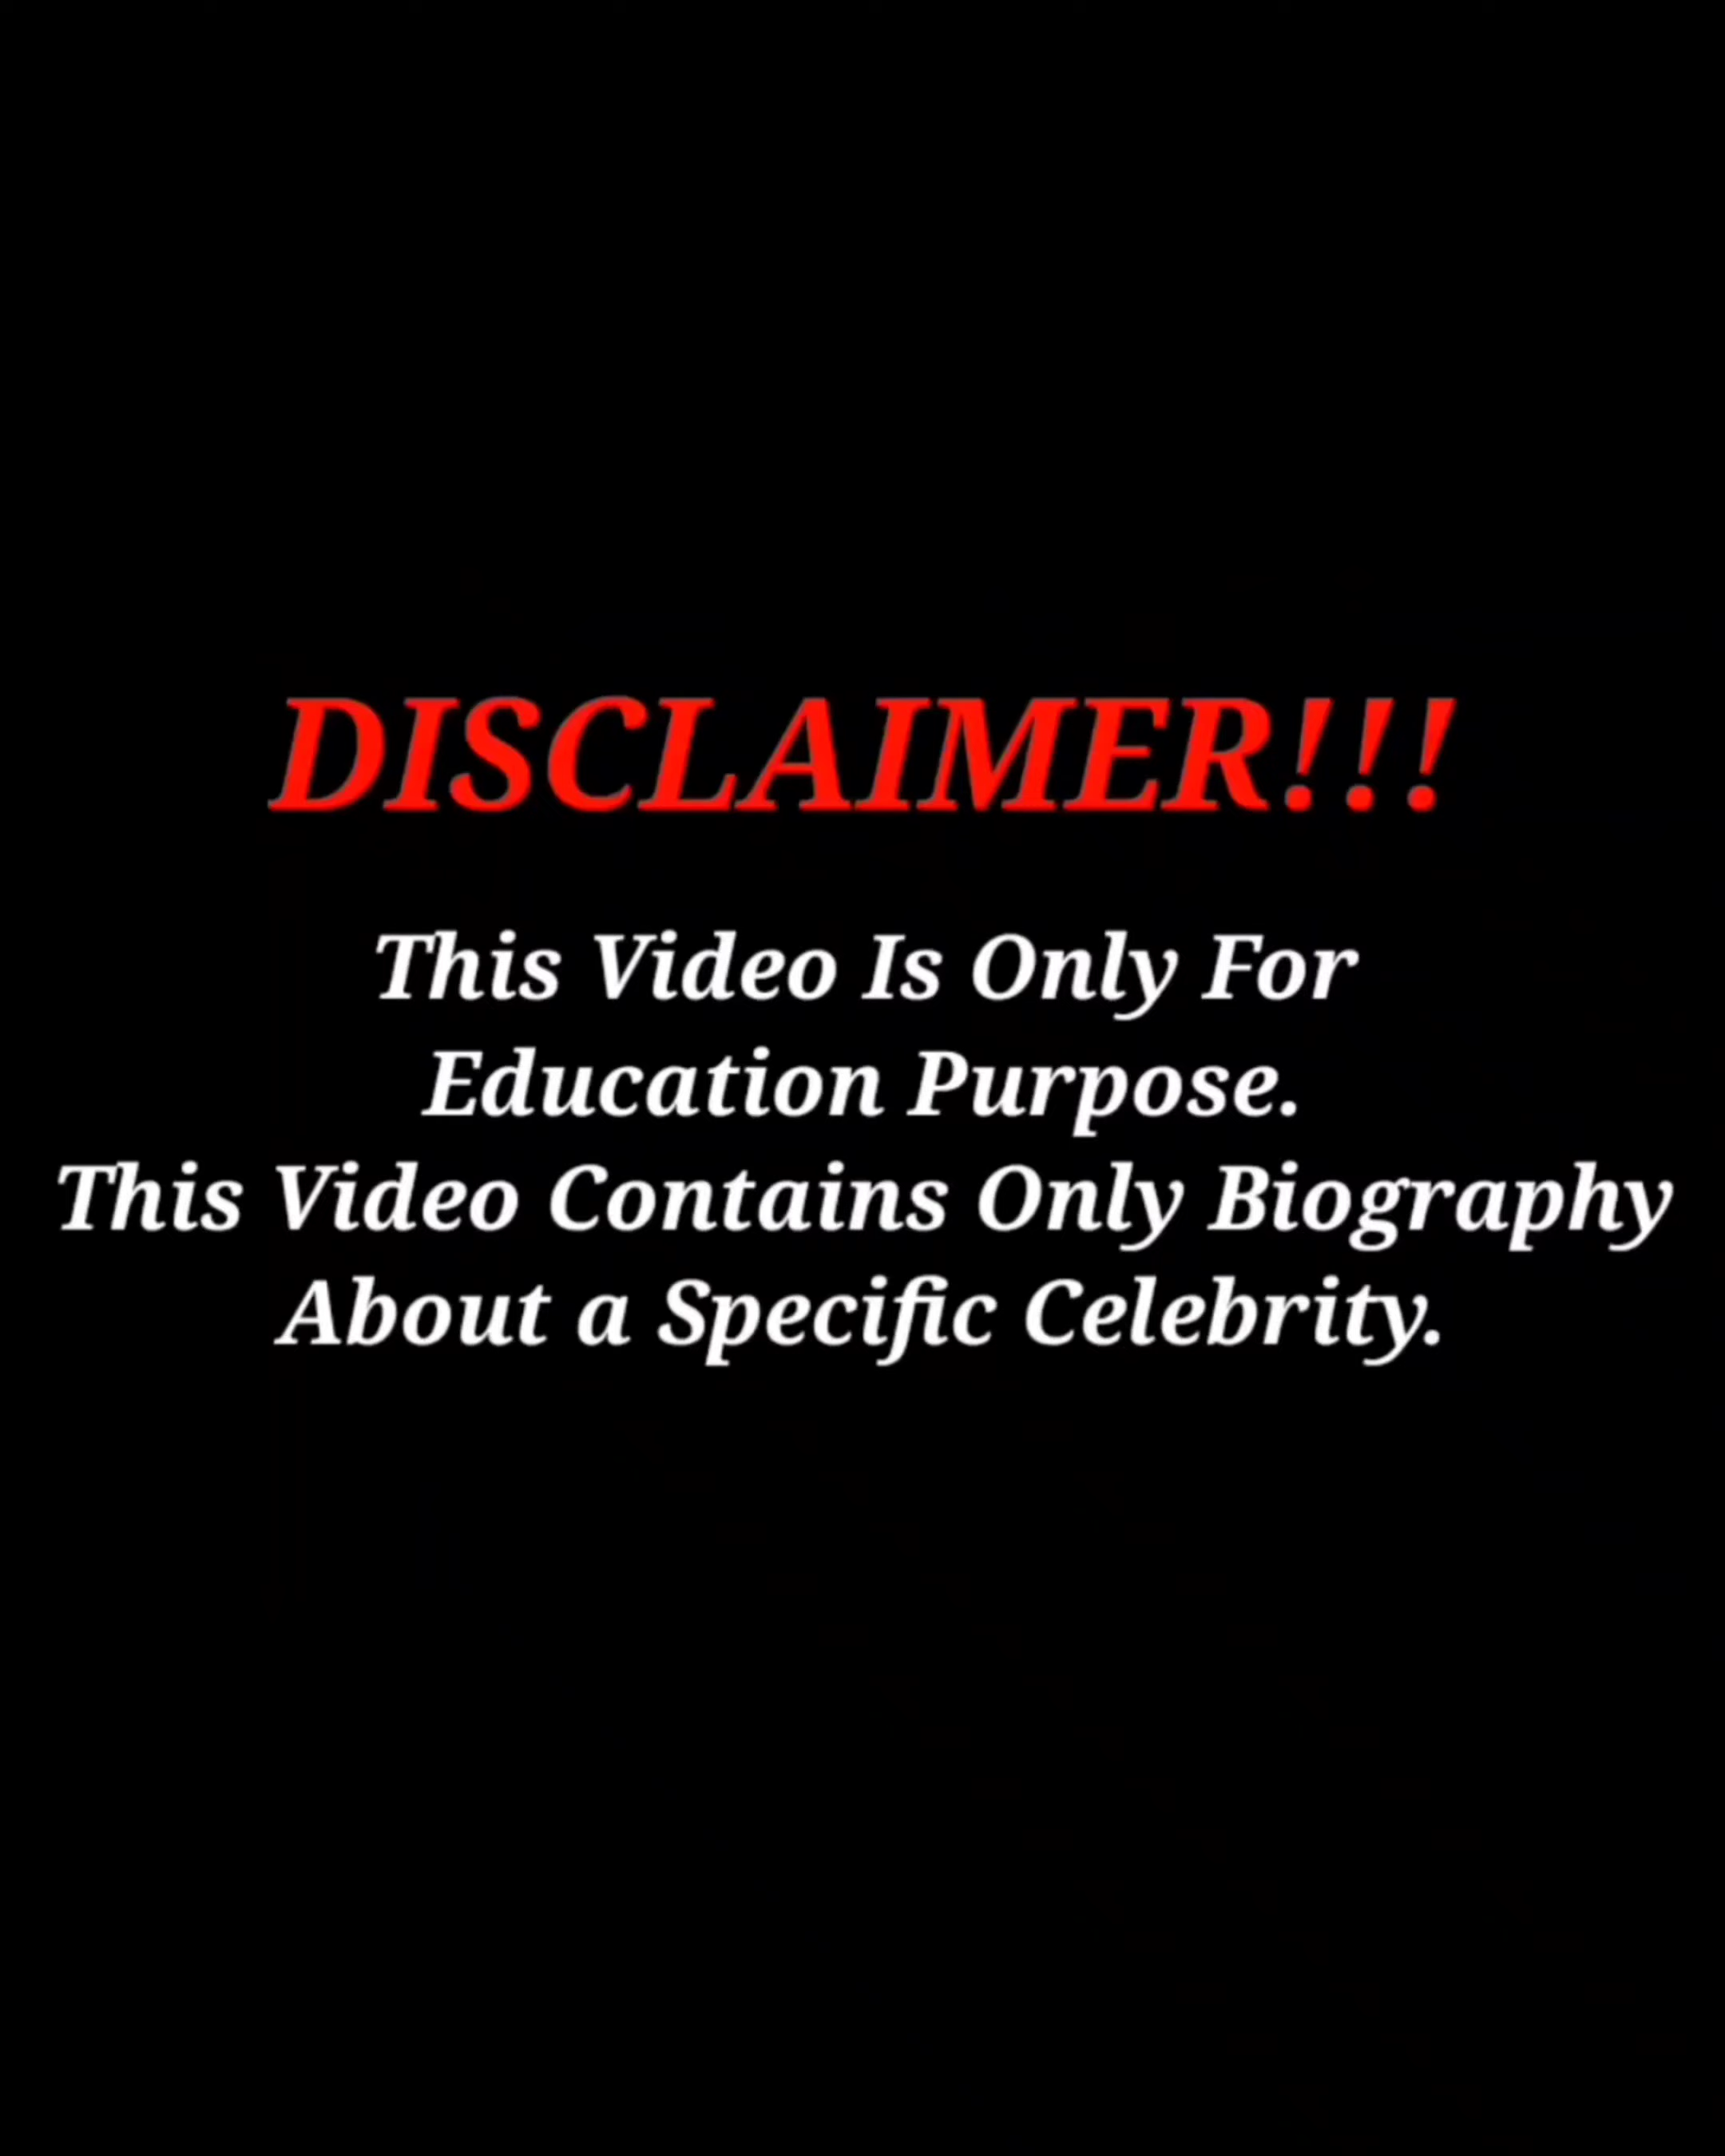 DISCLAIMER!!!
This Video Is Only For
Education Purpose.
This Video Contains Only Biography
About a Specific Celebrity.